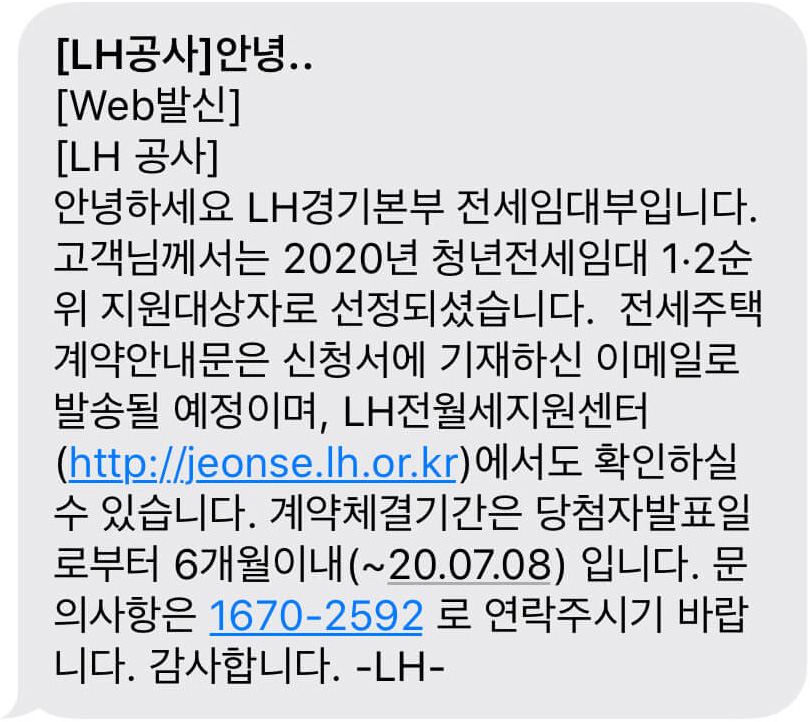 [LH공사]안녕..
[Web발신]
[LH 공사]
안녕하세요 LH경기본부 전세임대부입니다.
고객님께서는 2020년 청년전세임대 1·2순
위 지원대상자로 선정되셨습니다.  전세주택
계약안내문은 신청서에 기재하신 이메일로
발송될 예정이며, LH전월세지원센터
(http://jeonse.lh.or.kr)에서도 확인하실
수 있습니다. 계약체결기간은 당첨자발표일
로부터 6개월이내(~20.07.08) 입니다. 문
의사항은 1670-2592 로 연락주시기 바랍
니다. 감사합니다. -LH-